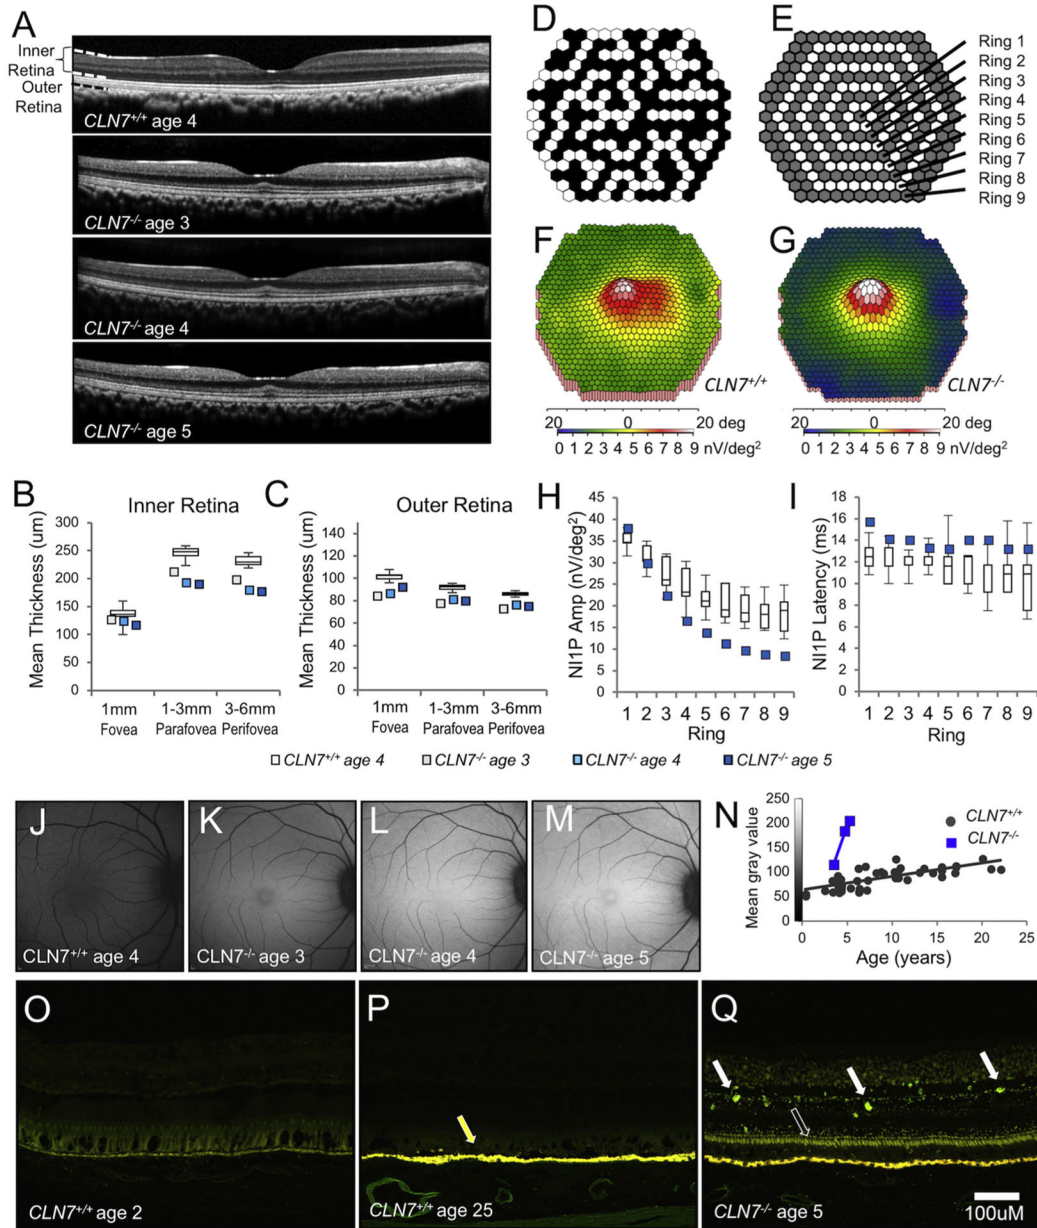 A
Inner
Retina
Outer
Retina
CLN7+/+ age 4
CLN7-/- age 3
CLN7-/- age 4
CLN7-/- age 5
D
E
Ring 1
Ring 2
Ring 3
Ring 4
Ring 5
Ring 6
Ring 7
Ring 8
Ring 9
F
CLN7+/+
20 0 20 deg
0 1 2 3 4 5 6 7 8 9 nV/deg2
G
CLN7-/-
20 0 20 deg
0 1 2 3 4 5 6 7 8 9 nV/deg2
B
Inner Retina
Mean Thickness (um)
300
250
200
150
100
50
0
1mm 1-3mm 3-6mm
Fovea Parafovea Perifovea
C
Outer Retina
Mean Thickness (um)
140
120
100
80
60
40
20
0
1mm 1-3mm 3-6mm
Fovea Parafovea Perifovea
H
NI1P Amp (nV/deg2)
45
40
35
30
25
20
15
10
5
0
1 2 3 4 5 6 7 8 9
Ring
I
NI1P Latency (ms)
18
16
14
12
10
8
6
4
2
0
1 2 3 4 5 6 7 8 9
Ring
CLN7+/+ age 4 CLN7-/- age 3 CLN7-/- age 4 CLN7-/- age 5
J
CLN7+/+ age 4
K
CLN7-/- age 3
L
CLN7-/- age 4
M
CLN7-/- age 5
N
Mean gray value
250
200
150
100
50
0
CLN7+/+
CLN7-/-
0 5 10 15 20 25
Age (years)
O
CLN7+/+ age 2
P
CLN7+/+ age 25
Q
CLN7-/- age 5
100uM